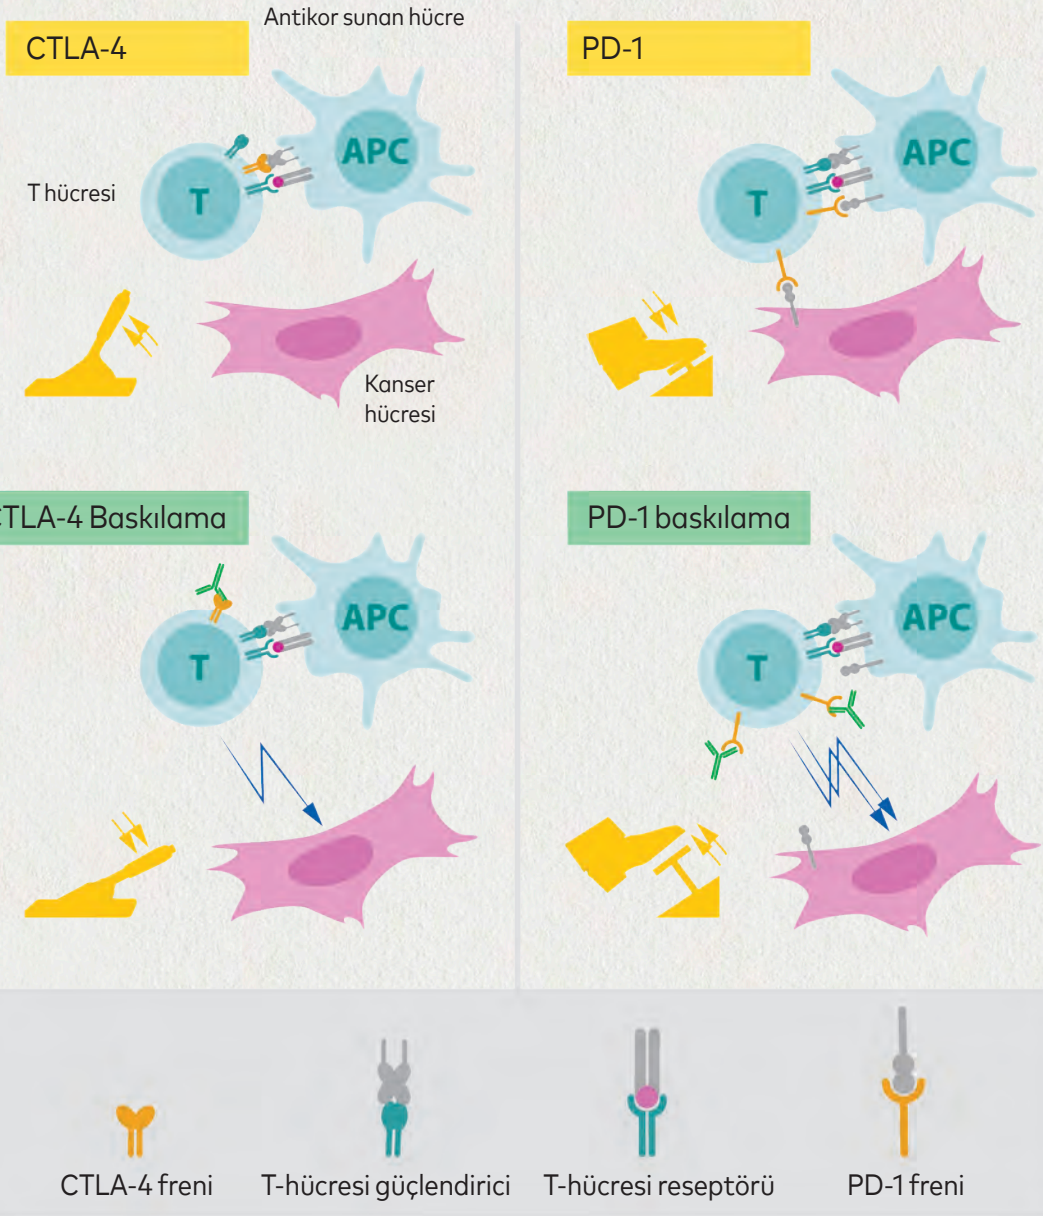 Antikor sunan hücre
CTLA-4
PD-1
APC
APC
T hücresi
T
T
Kanser
hücresi
CTLA-4 Baskılama
PD-1 baskılama
APC
APC
T
T
CTLA-4 freni
T-hücresi güçlendirici
T-hücresi reseptörü
PD-1 freni